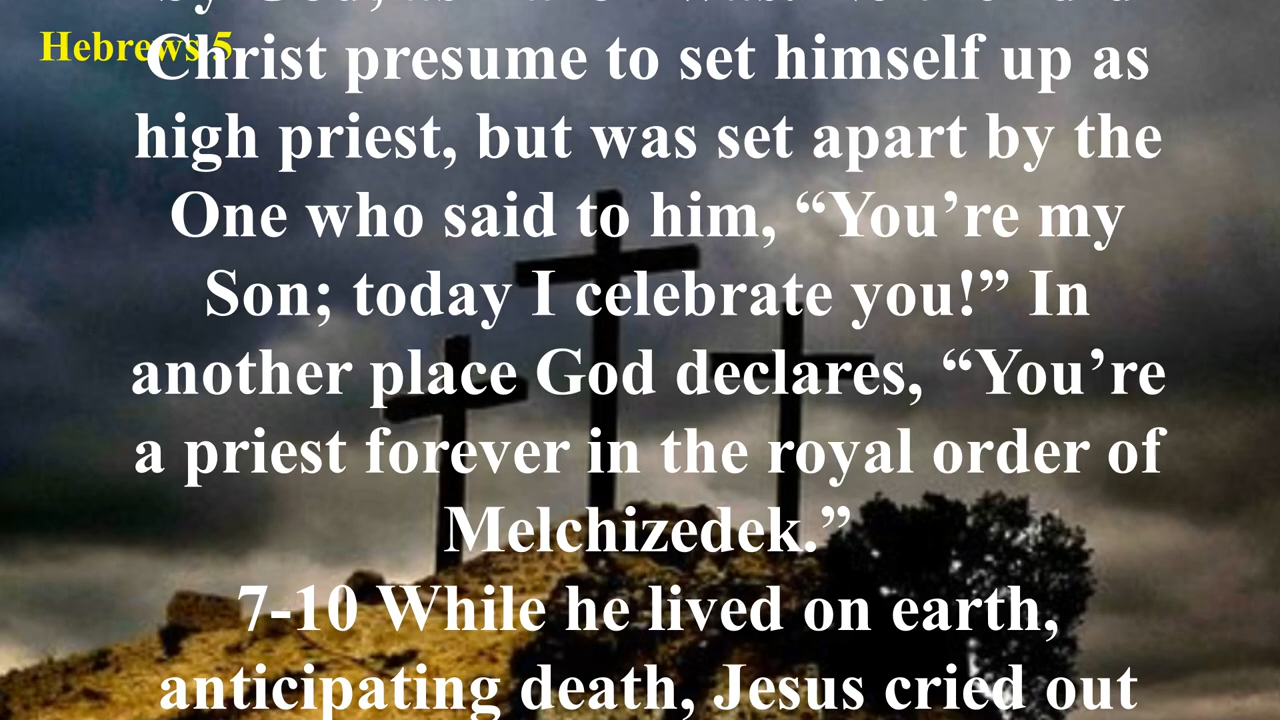 Hebrews 5
Christ presume to set himself up as
high priest, but was set apart by the
One who said to him, “You’re my
Son; today I celebrate you!” In
another place God declares, “You’re
a priest forever in the royal order of
Melchizedek.”
7-10 While he lived on earth,
anticipating death, Jesus cried out